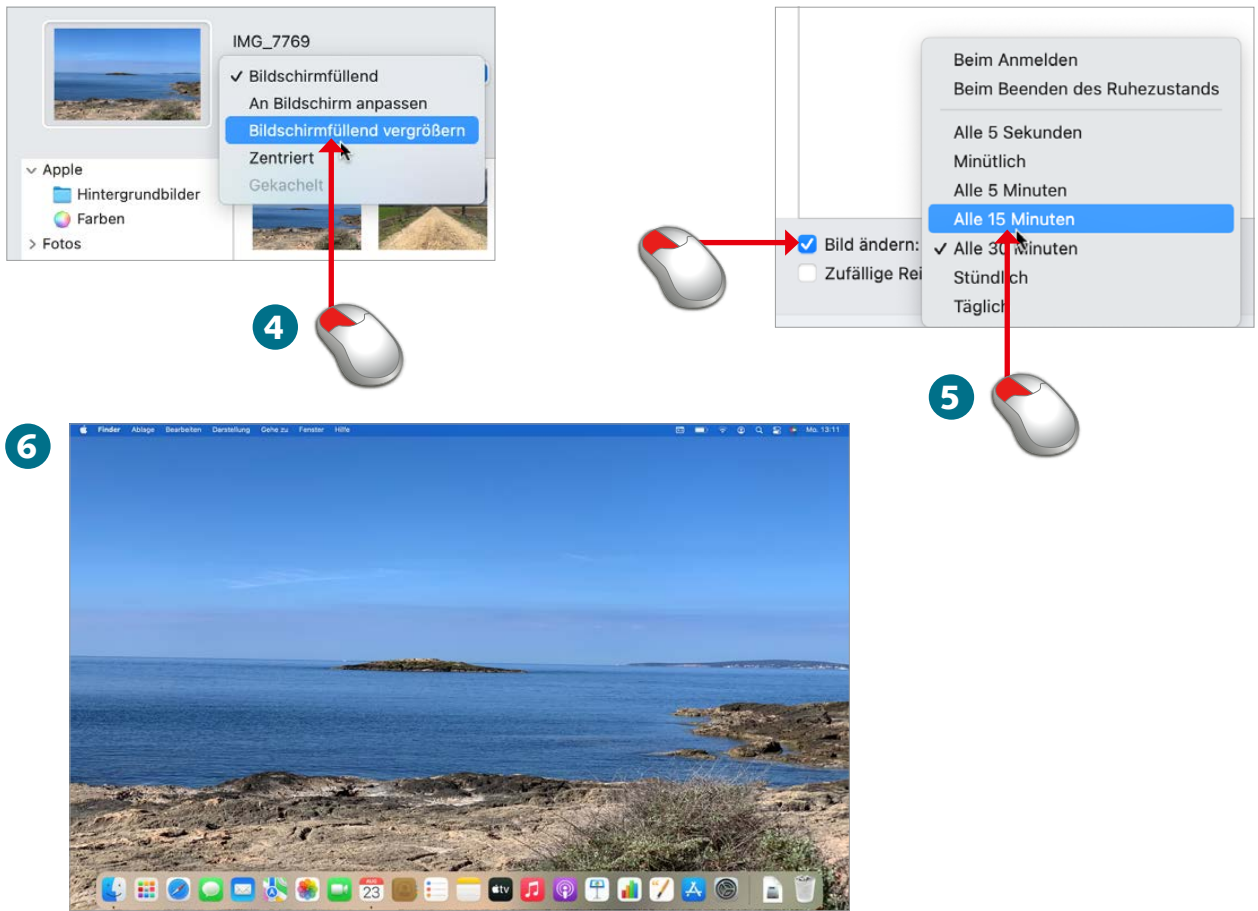 IMG_7769
✓ Bildschirmfüllend
An Bildschirm anpassen
Bildschirmfüllend vergrößern
Zentriert
Gekachelt
Apple
Hintergrundbilder
Farben
Fotos
4
Beim Anmelden
Beim Beenden des Ruhezustands
Alle 5 Sekunden
Minütlich
Alle 5 Minuten
Alle 15 Minuten
Bild ändern:
✓ Alle 30 Minuten
Zufällige Rei
Stündlich
Täglich
5
6
Finder Ablage Bearbeiten Darstellung Gehe zu Fenster Hilfe Mo. 13:11
AUG
23
tv